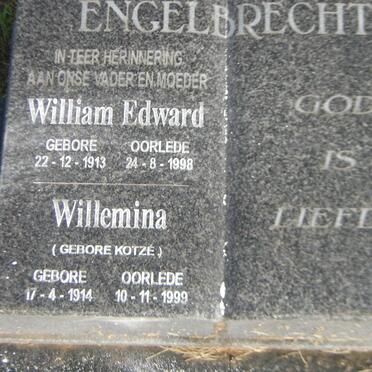 ENGELBRECHT
IN TEER HERINNERING
AAN ONSE VADER EN MOEDER
William Edward
GEBORE OORLEDE
22 - 12 - 1913 24 - 8 - 1998
Willemina
( GEBORE KOTZÉ )
GEBORE OORLEDE
17 - 4 - 1914 10 - 11 - 1999
GOD
IS
LIEFD